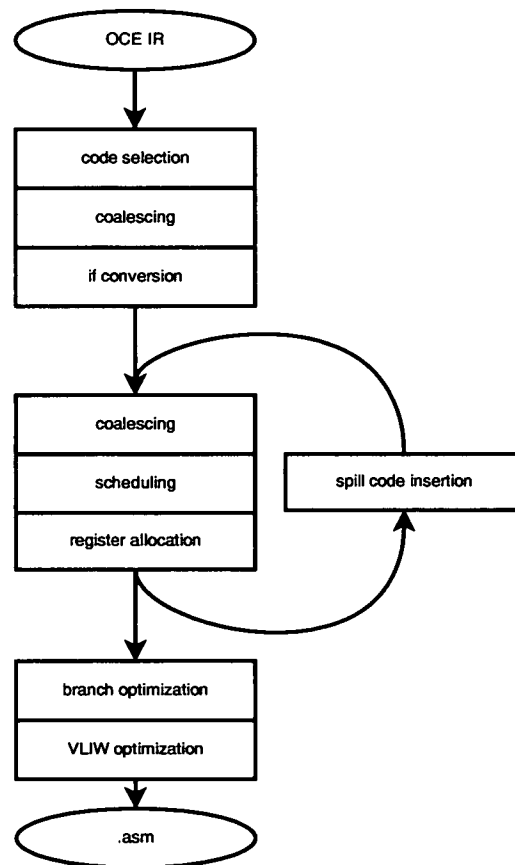 OCE IR
code selection
coalescing
if conversion
coalescing
scheduling
spill code insertion
register allocation
branch optimization
VLIW optimization
.asm